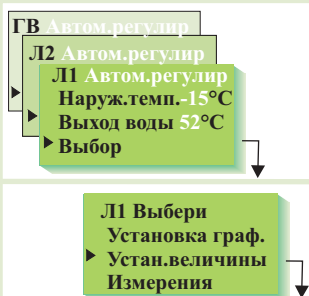 ГВ Автом.регулир
Л2 Автом.регулир
Л1 Автом.регулир
Наруж.темп.-15°C
Выход воды 52°C
Выбор
Л1 Выбери
Установка граф.
Устан.величины
Измерения